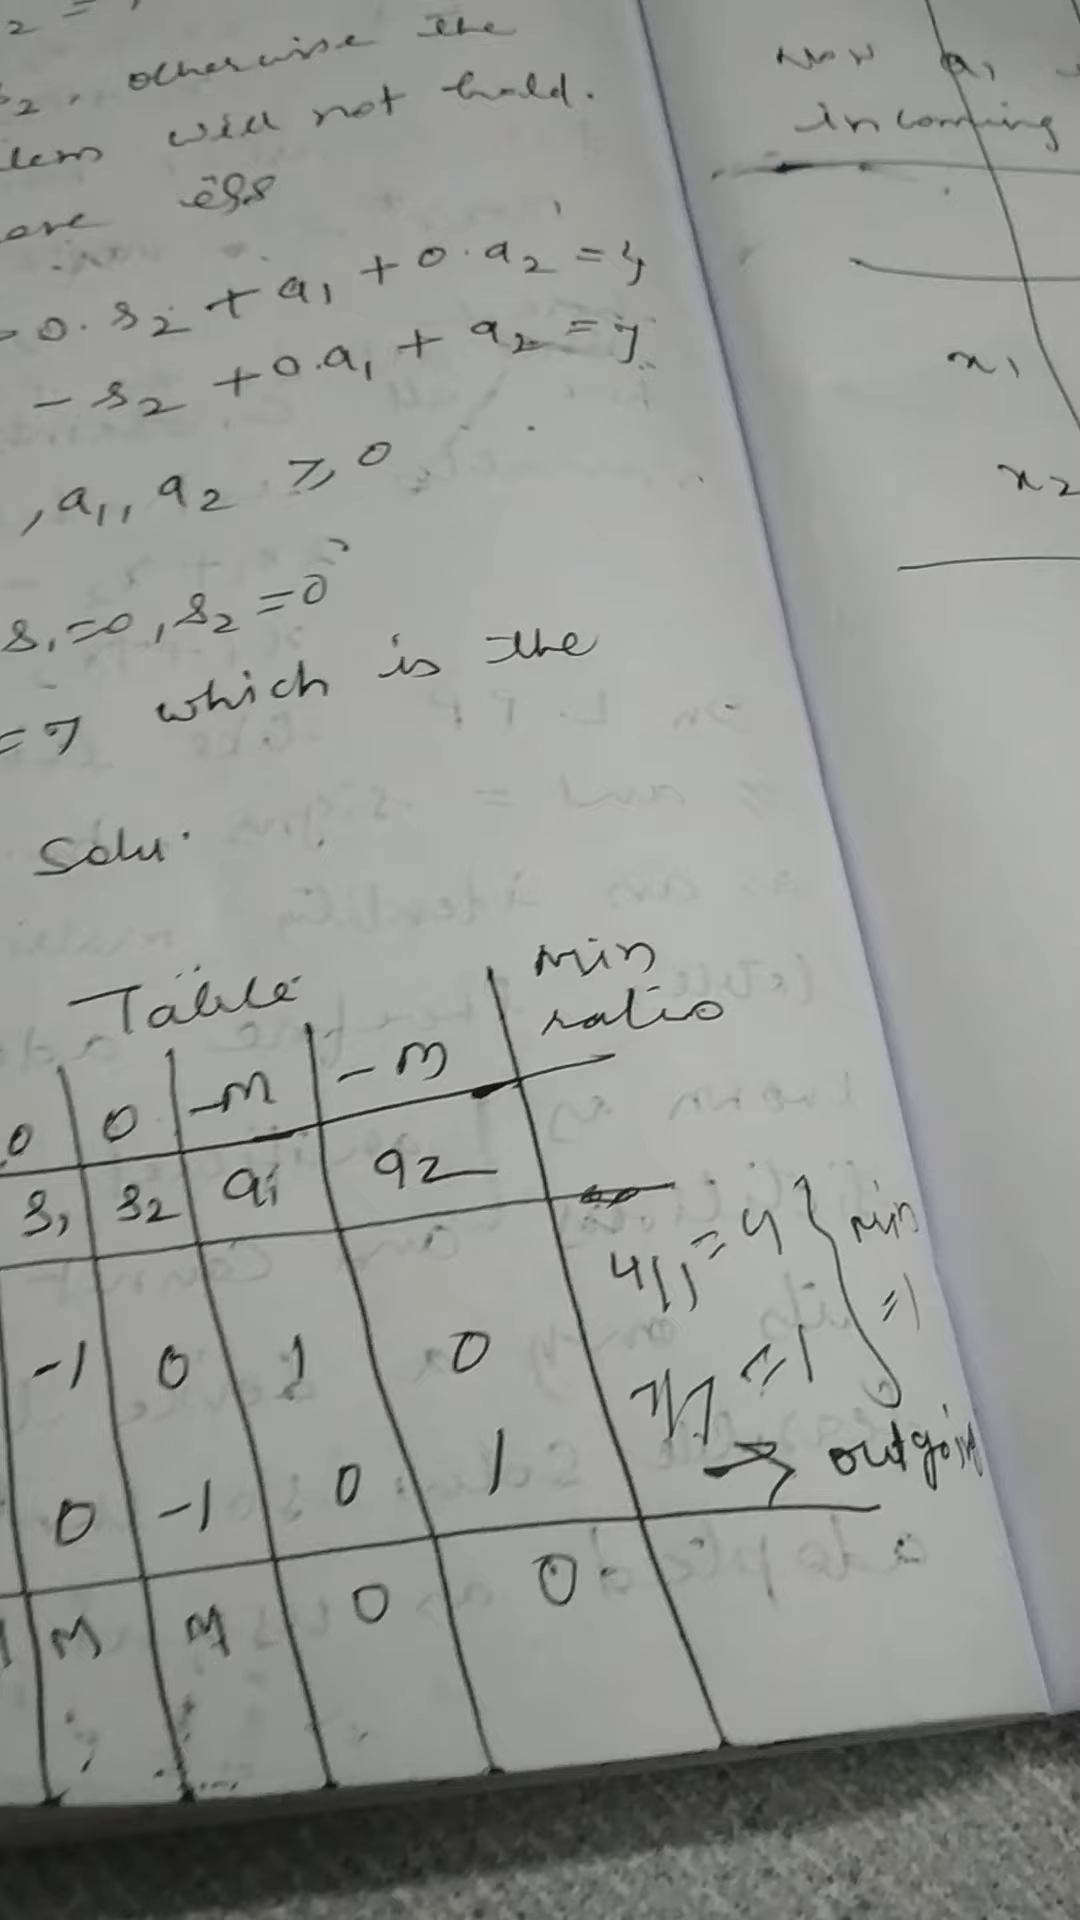 2 =
s2, otherwise the
lem will not hold.
are
0.s2 + a1 + 0.a2 = 4
- s2 + 0.a1 + a2 = 7
, a1, a2 ≥ 0
s1=0, s2=0
=7 which is the
Solu.
Table
Min
ratio
0 | 0 | -M | -M
s1 | s2 | a1 | a2
-1 0 1 0 4/1 = 4 } min
=1
0 -1 0 1 7/7 = 1
→ outgoing
M M 0 0
Now a1
incoming
x1
x2